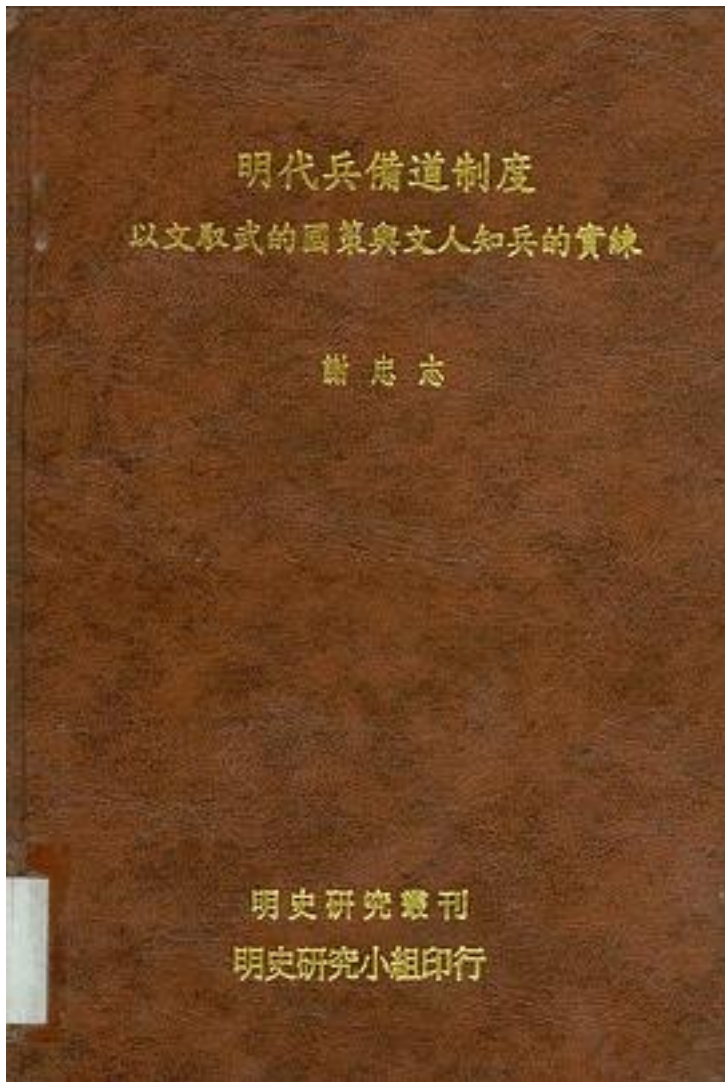 明代兵備道制度
以文馭武的國策與文人知兵的實練
謝忠志
明史研究叢刊
明史研究小組印行